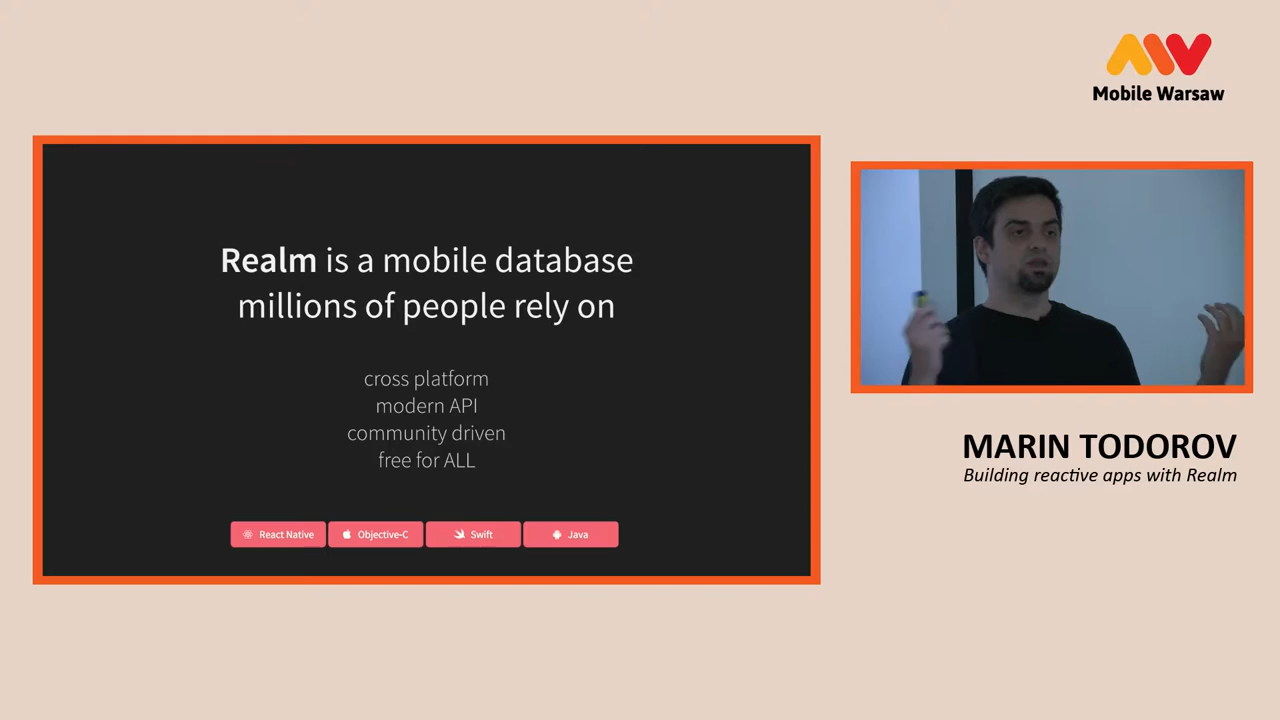 Mobile Warsaw
Realm is a mobile database
millions of people rely on
cross platform
modern API
community driven
free for ALL
React Native
Objective-C
Swift
Java
MARIN TODOROV
Building reactive apps with Realm